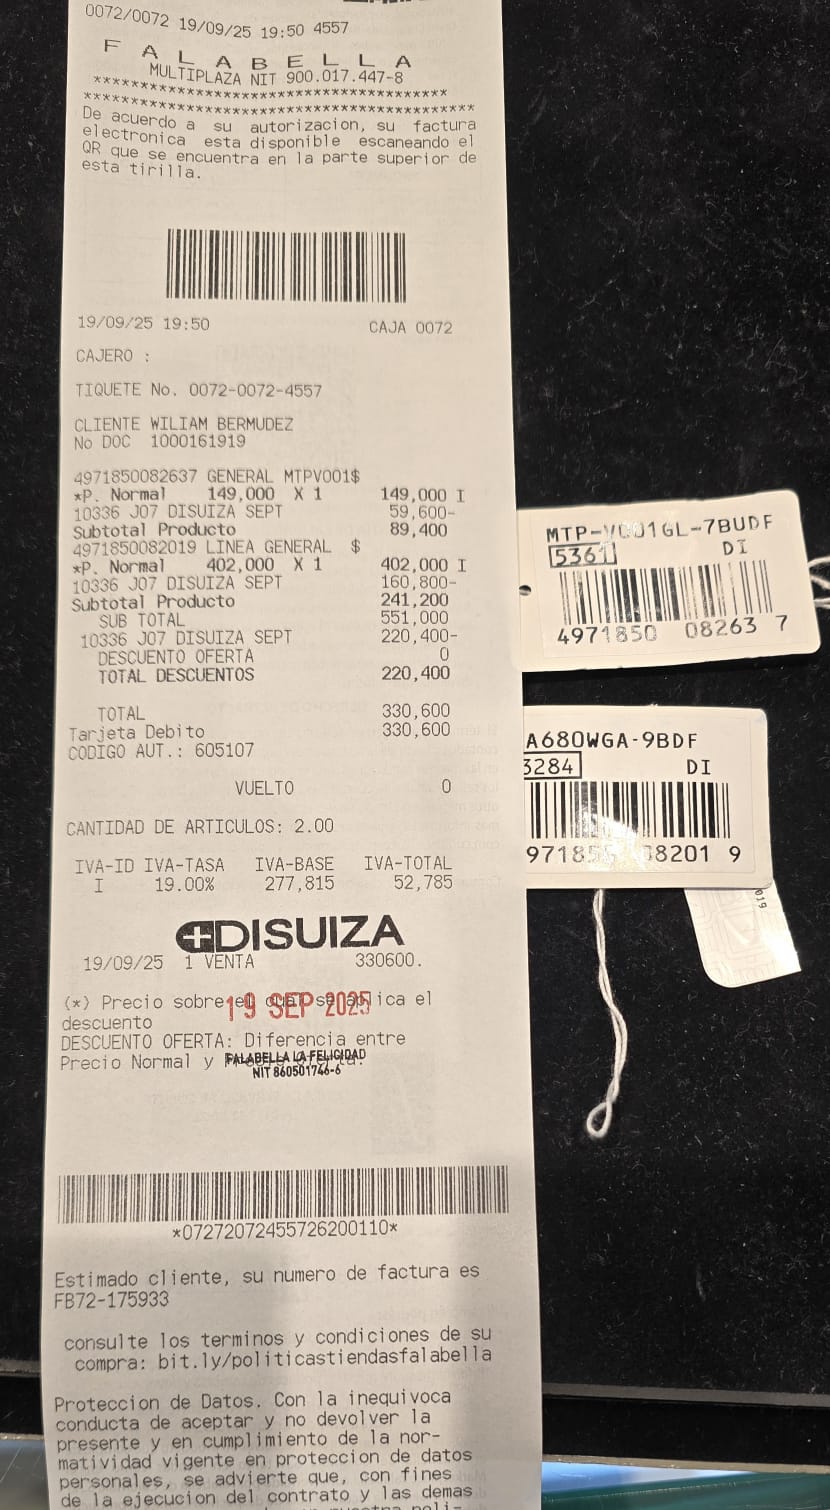 0072/0072 19/09/25 19:50 4557
F A L A B E L L A
MULTIPLAZA NIT 900.017.447-8
**************************************
******************************************
De acuerdo a su autorizacion, su factura
electronica esta disponible escaneando el
QR que se encuentra en la parte superior de
esta tirilla.
19/09/25 19:50 CAJA 0072
CAJERO :
TIQUETE No. 0072-0072-4557
CLIENTE WILIAM BERMUDEZ
No DOC 1000161919
4971850082637 GENERAL MTPV001$
*P. Normal 149,000 X 1 149,000 I
10336 J07 DISUIZA SEPT 59,600-
Subtotal Producto 89,400
4971850082019 LINEA GENERAL $
*P. Normal 402,000 X 1 402,000 I
10336 J07 DISUIZA SEPT 160,800-
Subtotal Producto 241,200
SUB TOTAL 551,000
10336 J07 DISUIZA SEPT 220,400-
DESCUENTO OFERTA 0
TOTAL DESCUENTOS 220,400
TOTAL 330,600
Tarjeta Debito 330,600
CODIGO AUT.: 605107
VUELTO 0
CANTIDAD DE ARTICULOS: 2.00
IVA-ID IVA-TASA IVA-BASE IVA-TOTAL
I 19.00% 277,815 52,785
DISUIZA
19/09/25 1 VENTA 330600.
(*) Precio sobre el cual se aplica el
19 SEP 2025
descuento
DESCUENTO OFERTA: Diferencia entre
Precio Normal y
FALABELLA LA FELICIDAD
NIT 860501746-6
*07272072455726200110*
Estimado cliente, su numero de factura es
FB72-175933
consulte los terminos y condiciones de su
compra: bit.ly/politicastiendasfalabella
Proteccion de Datos. Con la inequivoca
conducta de aceptar y no devolver la
presente y en cumplimiento de la nor-
matividad vigente en proteccion de datos
personales, se advierte que, con fines
de la ejecucion del contrato y las demas
MTP-V001GL-7BUDF
5361 DI
4971850 08263 7
A680WGA-9BDF
3284 DI
08201 9
019